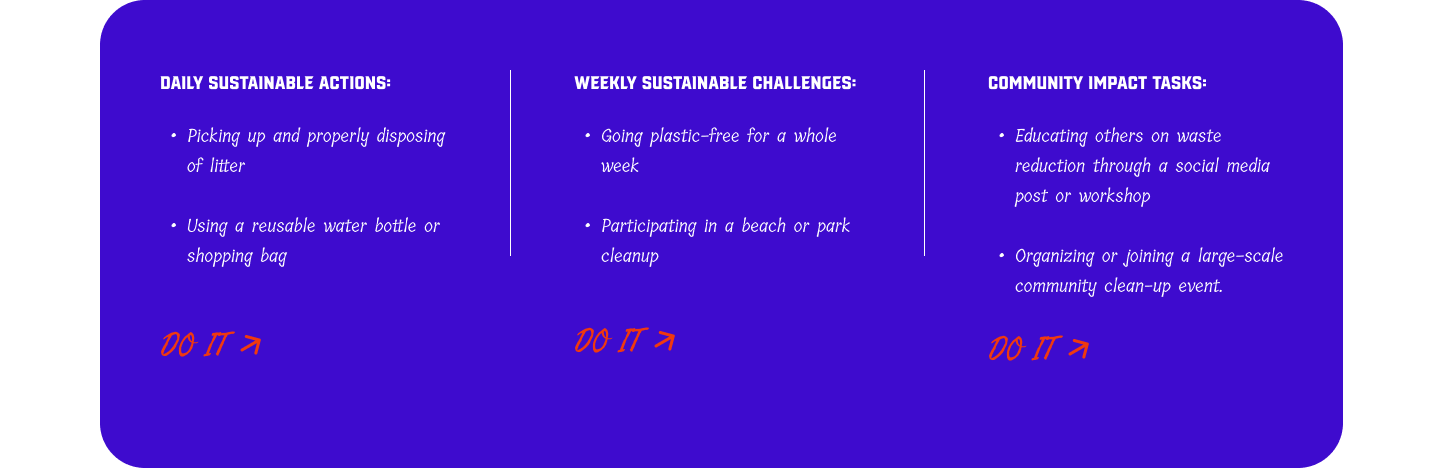 DAILY SUSTAINABLE ACTIONS:
• Picking up and properly disposing
of litter
• Using a reusable water bottle or
shopping bag
DO IT ↗
WEEKLY SUSTAINABLE CHALLENGES:
• Going plastic-free for a whole
week
• Participating in a beach or park
cleanup
DO IT ↗
COMMUNITY IMPACT TASKS:
• Educating others on waste
reduction through a social media
post or workshop
• Organizing or joining a large-scale
community clean-up event.
DO IT ↗